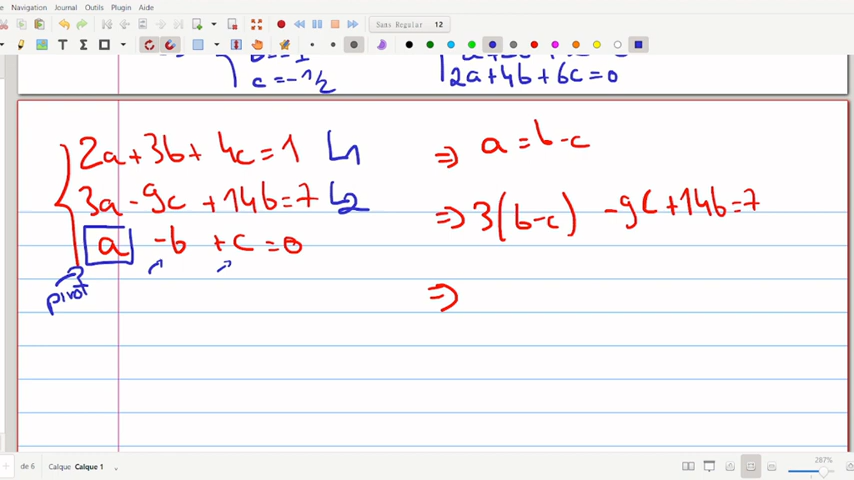 Navigation Journal Outils Plugin Aide
Sans Regular 12
c = -1/2
2a+4b+6c=0
2a+3b+4c=1 L1
⇒ a = b-c
3a-9c+14b=7 L2
⇒ 3(b-c) -9c+14b=7
a -b +c =0
pivot
⇒
de 6 Calque Calque 1 287%